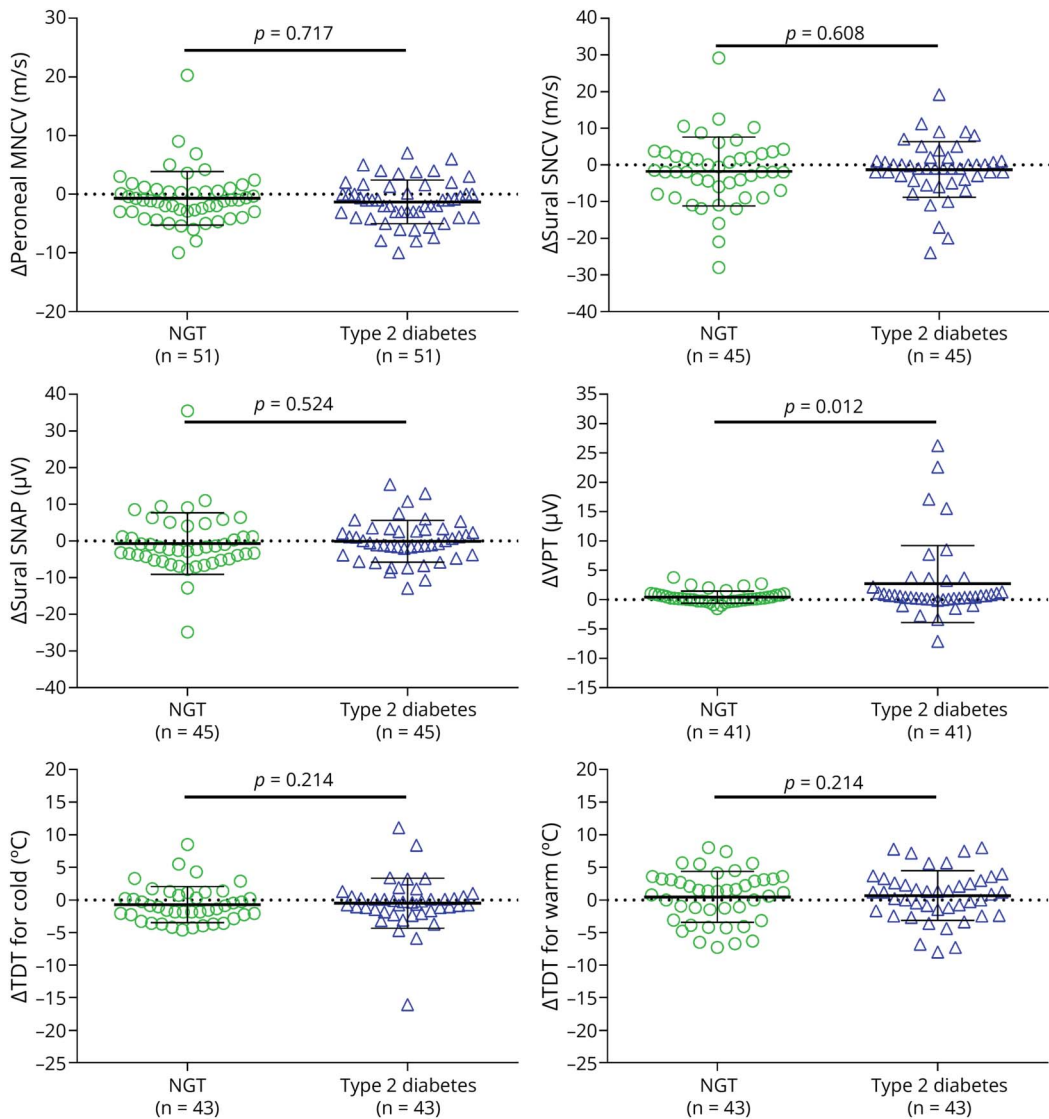 ΔPeroneal MNCV (m/s)
30
20
10
0
–10
–20
p = 0.717
NGT
(n = 51)
Type 2 diabetes
(n = 51)
ΔSural SNCV (m/s)
40
30
20
10
0
–10
–20
–30
–40
p = 0.608
NGT
(n = 45)
Type 2 diabetes
(n = 45)
ΔSural SNAP (μV)
40
30
20
10
0
–10
–20
–30
–40
p = 0.524
NGT
(n = 45)
Type 2 diabetes
(n = 45)
ΔVPT (μV)
35
30
25
20
15
10
5
0
–5
–10
–15
p = 0.012
NGT
(n = 41)
Type 2 diabetes
(n = 41)
ΔTDT for cold (ºC)
20
15
10
5
0
–5
–10
–15
–20
–25
p = 0.214
NGT
(n = 43)
Type 2 diabetes
(n = 43)
ΔTDT for warm (ºC)
20
15
10
5
0
–5
–10
–15
–20
–25
p = 0.214
NGT
(n = 43)
Type 2 diabetes
(n = 43)